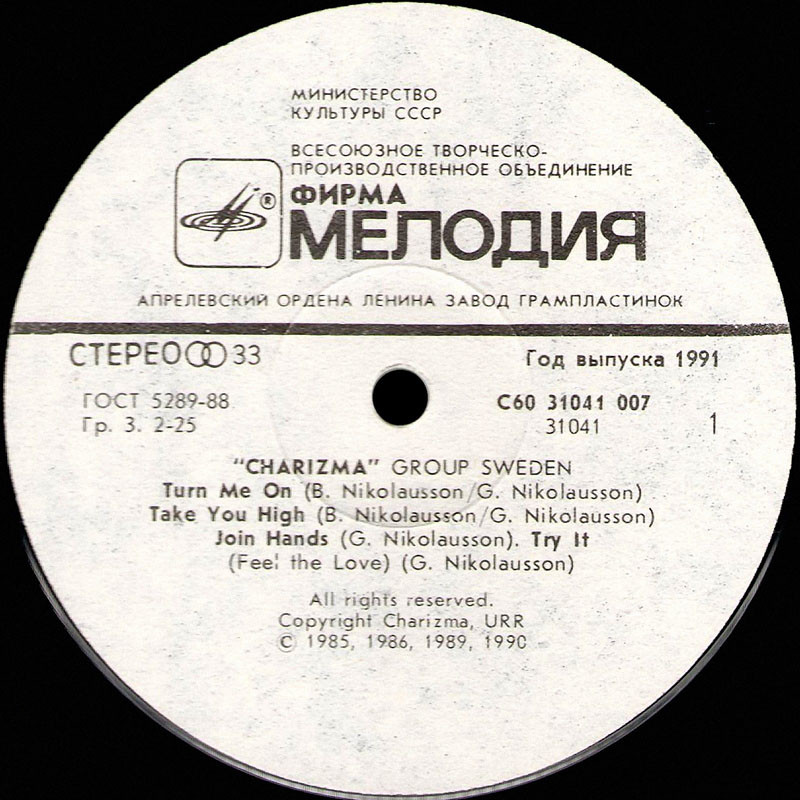 МИНИСТЕРСТВО
КУЛЬТУРЫ СССР
ВСЕСОЮЗНОЕ ТВОРЧЕСКО-
ПРОИЗВОДСТВЕННОЕ ОБЪЕДИНЕНИЕ
ФИРМА
®
МЕЛОДИЯ
АПРЕЛЕВСКИЙ ОРДЕНА ЛЕНИНА ЗАВОД ГРАМПЛАСТИНОК
СТЕРЕО 33
Год выпуска 1991
ГОСТ 5289-88
С60 31041 007
Гр. 3. 2-25
31041
1
"CHARIZMA" GROUP SWEDEN
Turn Me On (B. Nikolausson/G. Nikolausson)
Take You High (B. Nikolausson/G. Nikolausson)
Join Hands (G. Nikolausson). Try It
(Feel the Love) (G. Nikolausson)
All rights reserved.
Copyright Charizma, URR
© 1985, 1986, 1989, 1990